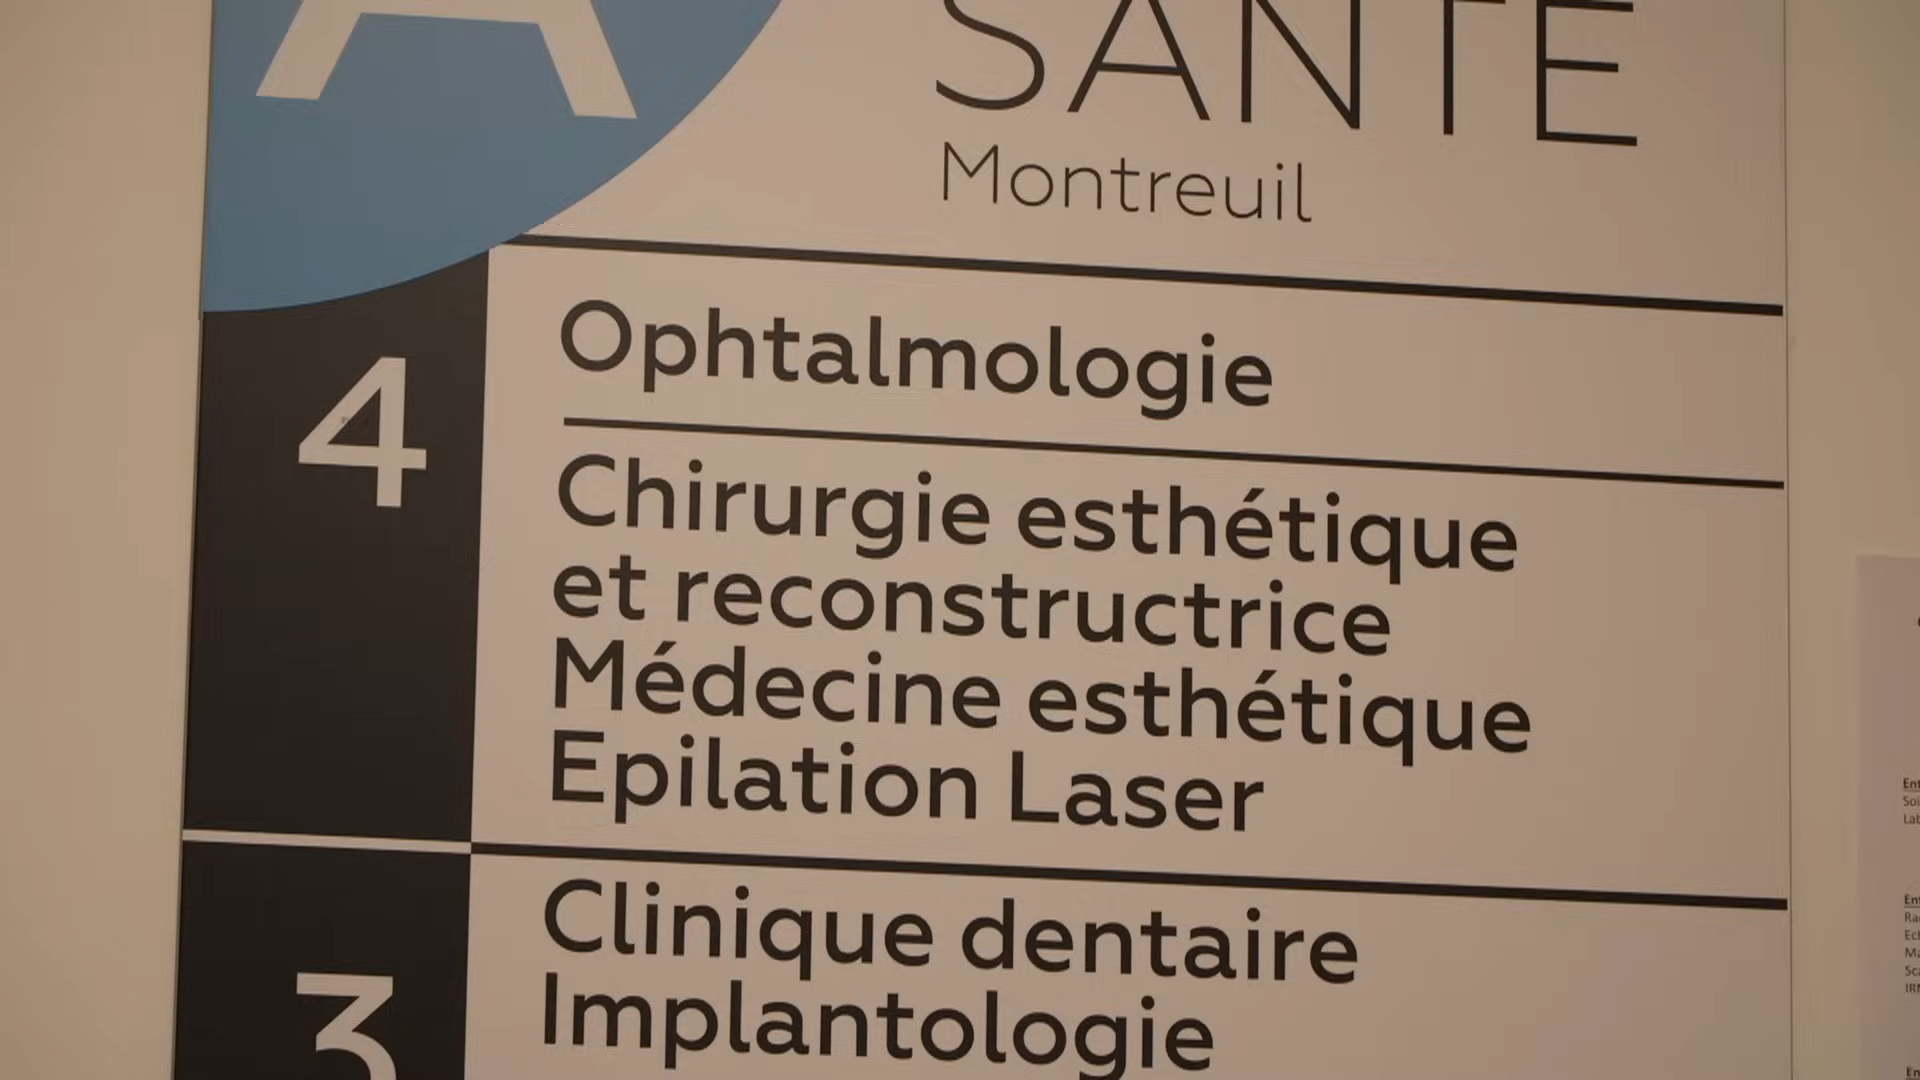 A
SANTE
Montreuil
4
Ophtalmologie
Chirurgie esthétique
et reconstructrice
Médecine esthétique
Epilation Laser
3
Clinique dentaire
Implantologie